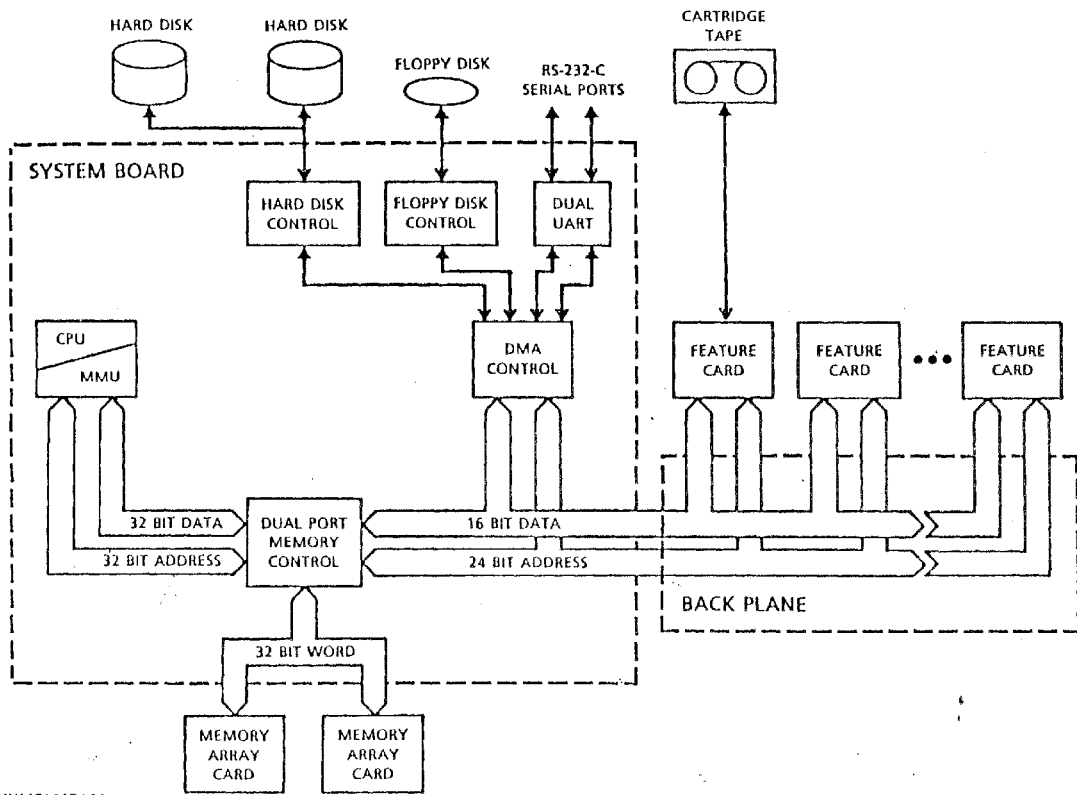 HARD DISK
HARD DISK
FLOPPY DISK
RS-232-C
SERIAL PORTS
CARTRIDGE
TAPE
SYSTEM BOARD
HARD DISK
CONTROL
FLOPPY DISK
CONTROL
DUAL
UART
CPU
MMU
DMA
CONTROL
FEATURE
CARD
FEATURE
CARD
FEATURE
CARD
32 BIT DATA
32 BIT ADDRESS
DUAL PORT
MEMORY
CONTROL
16 BIT DATA
24 BIT ADDRESS
BACK PLANE
32 BIT WORD
MEMORY
ARRAY
CARD
MEMORY
ARRAY
CARD